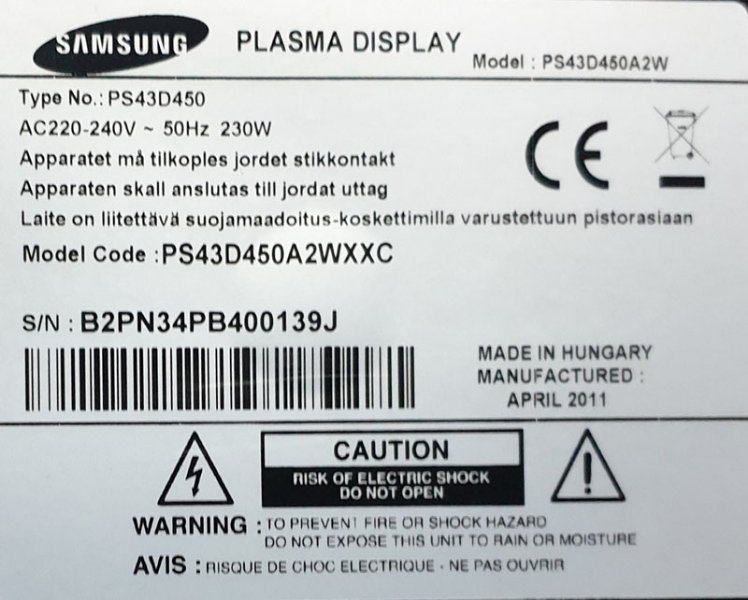 SAMSUNG PLASMA DISPLAY Model : PS43D450A2W
Type No.: PS43D450
AC220-240V ~ 50Hz 230W
Apparatet må tilkoples jordet stikkontakt
Apparaten skall anslutas till jordat uttag
Laite on liitettävä suojamaadoitus-koskettimilla varustettuun pistorasiaan
Model Code :PS43D450A2WXXC
CE
S/N : B2PN34PB400139J
MADE IN HUNGARY
MANUFACTURED :
APRIL 2011
CAUTION
RISK OF ELECTRIC SHOCK
DO NOT OPEN
WARNING : TO PREVENT FIRE OR SHOCK HAZARD
DO NOT EXPOSE THIS UNIT TO RAIN OR MOISTURE
AVIS : RISQUE DE CHOC ELECTRIQUE - NE PAS OUVRIR